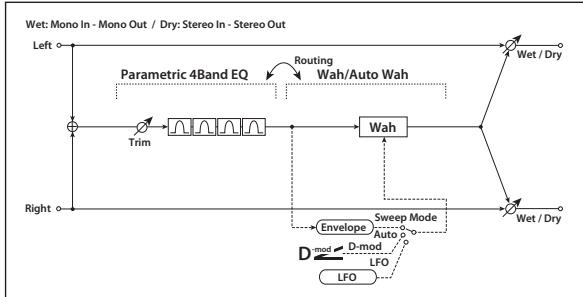 Wet: Mono In - Mono Out / Dry: Stereo In - Stereo Out
Left
Wet / Dry
Routing
Parametric 4Band EQ
Wah/Auto Wah
Trim
Wah
Right
Wet / Dry
Sweep Mode
Envelope
Auto
D-mod
D-mod
LFO
LFO